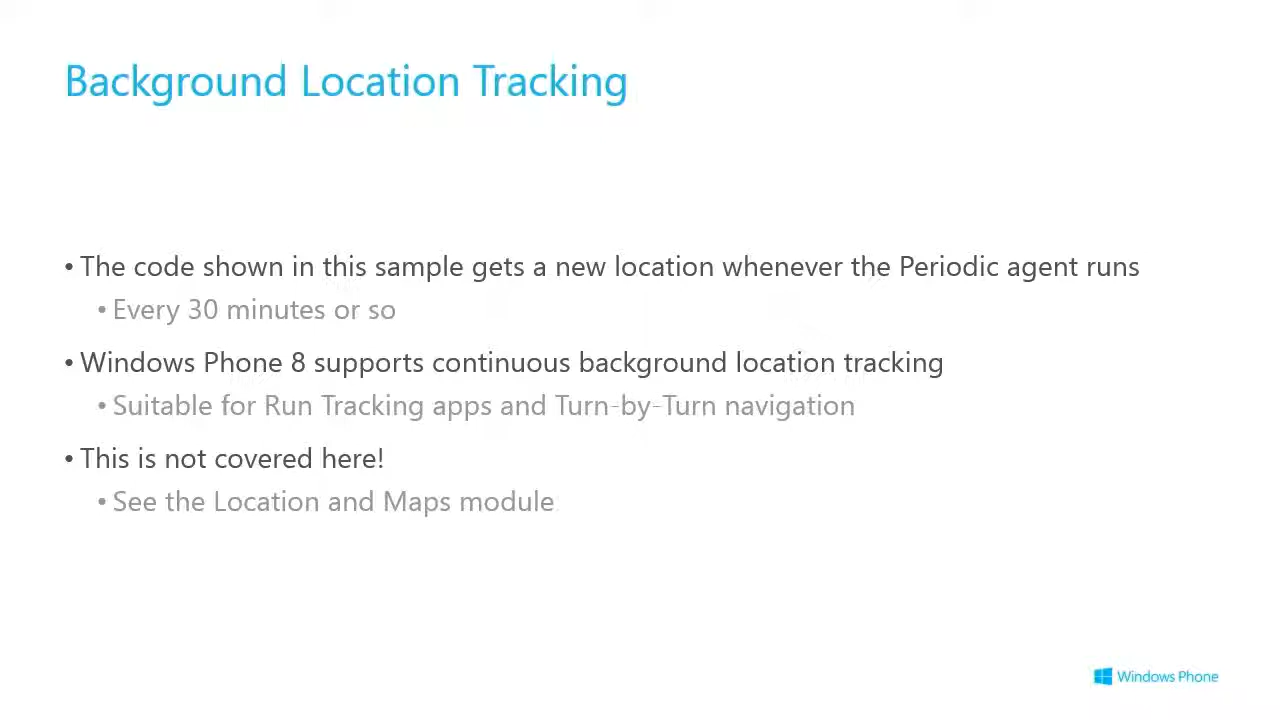 Background Location Tracking
• The code shown in this sample gets a new location whenever the Periodic agent runs
• Every 30 minutes or so
• Windows Phone 8 supports continuous background location tracking
• Suitable for Run Tracking apps and Turn-by-Turn navigation
• This is not covered here!
• See the Location and Maps module
Windows Phone